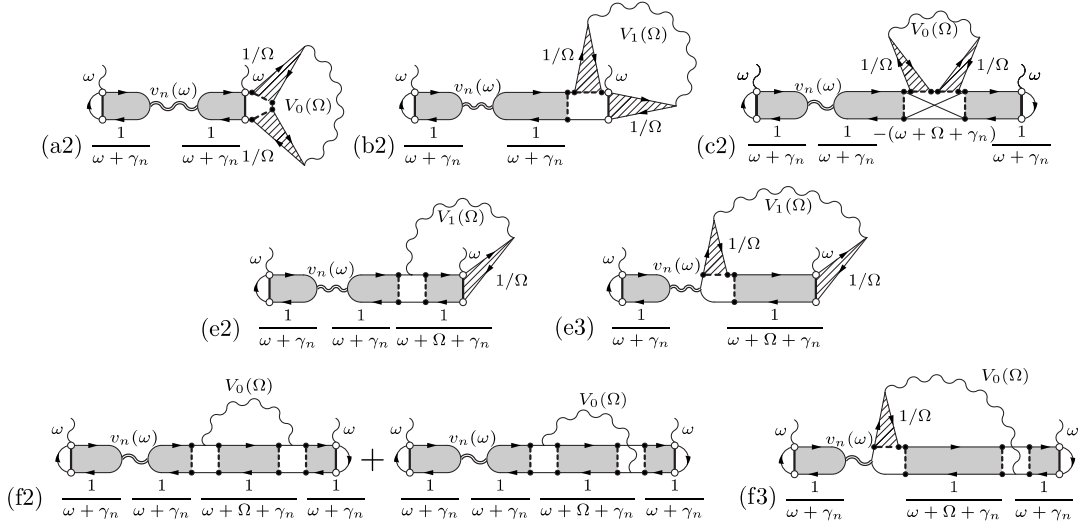 1/Ω
ω
ω
v_n(ω)
V_0(Ω)
1/Ω
(a2)
1/(ω + γ_n)
1/(ω + γ_n)
V_1(Ω)
1/Ω
ω
ω
v_n(ω)
1/Ω
(b2)
1/(ω + γ_n)
1/(ω + γ_n)
V_0(Ω)
1/Ω
1/Ω
ω
ω
v_n(ω)
−(ω + Ω + γ_n)
(c2)
1/(ω + γ_n)
1/(ω + γ_n)
1/(ω + γ_n)
V_1(Ω)
ω
ω
v_n(ω)
1/Ω
(e2)
1/(ω + γ_n)
1/(ω + γ_n)
1/(ω + Ω + γ_n)
V_1(Ω)
1/Ω
ω
ω
v_n(ω)
1/Ω
(e3)
1/(ω + γ_n)
1/(ω + Ω + γ_n)
V_0(Ω)
ω
ω
v_n(ω)
(f2)
1/(ω + γ_n)
1/(ω + γ_n)
1/(ω + Ω + γ_n)
1/(ω + γ_n)
+
V_0(Ω)
ω
ω
v_n(ω)
1/(ω + γ_n)
1/(ω + γ_n)
1/(ω + Ω + γ_n)
1/(ω + γ_n)
V_0(Ω)
1/Ω
ω
ω
v_n(ω)
(f3)
1/(ω + γ_n)
1/(ω + Ω + γ_n)
1/(ω + γ_n)